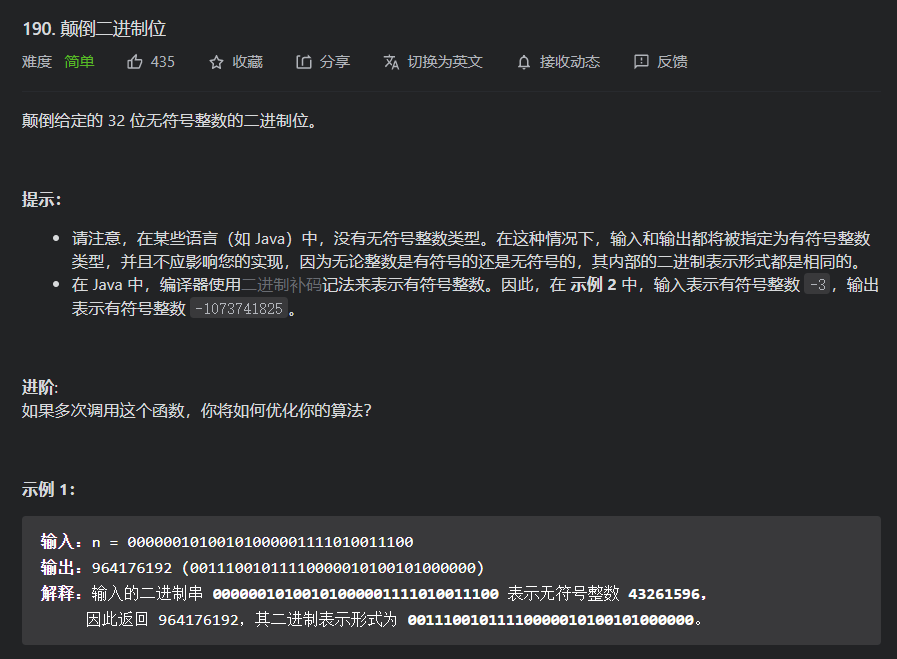 190. 颠倒二进制位
难度 简单 435 收藏 分享 切换为英文 接收动态 反馈
颠倒给定的 32 位无符号整数的二进制位。
提示：
请注意，在某些语言（如 Java）中，没有无符号整数类型。在这种情况下，输入和输出都将被指定为有符号整数
类型，并且不应影响您的实现，因为无论整数是有符号的还是无符号的，其内部的二进制表示形式都是相同的。
在 Java 中，编译器使用二进制补码记法来表示有符号整数。因此，在 示例 2 中，输入表示有符号整数 -3，输出
表示有符号整数 -1073741825。
进阶:
如果多次调用这个函数，你将如何优化你的算法？
示例 1：
输入：n = 00000010100101000001111010011100
输出：964176192 (00111001011110000010100101000000)
解释：输入的二进制串 00000010100101000001111010011100 表示无符号整数 43261596，
因此返回 964176192，其二进制表示形式为 00111001011110000010100101000000。